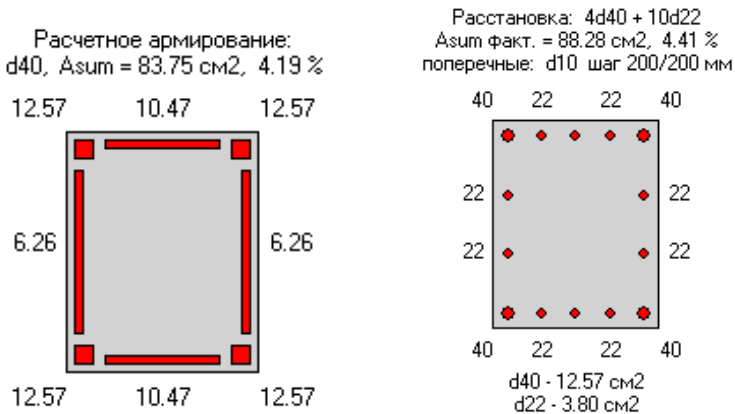 Расчетное армирование:
d40, Asum = 83.75 см2, 4.19 %
12.57 10.47 12.57
6.26 6.26
12.57 10.47 12.57
Расстановка: 4d40 + 10d22
Asum факт. = 88.28 см2, 4.41 %
поперечные: d10 шаг 200/200 мм
40 22 22 40
22 22
22 22
40 22 22 40
d40 - 12.57 см2
d22 - 3.80 см2